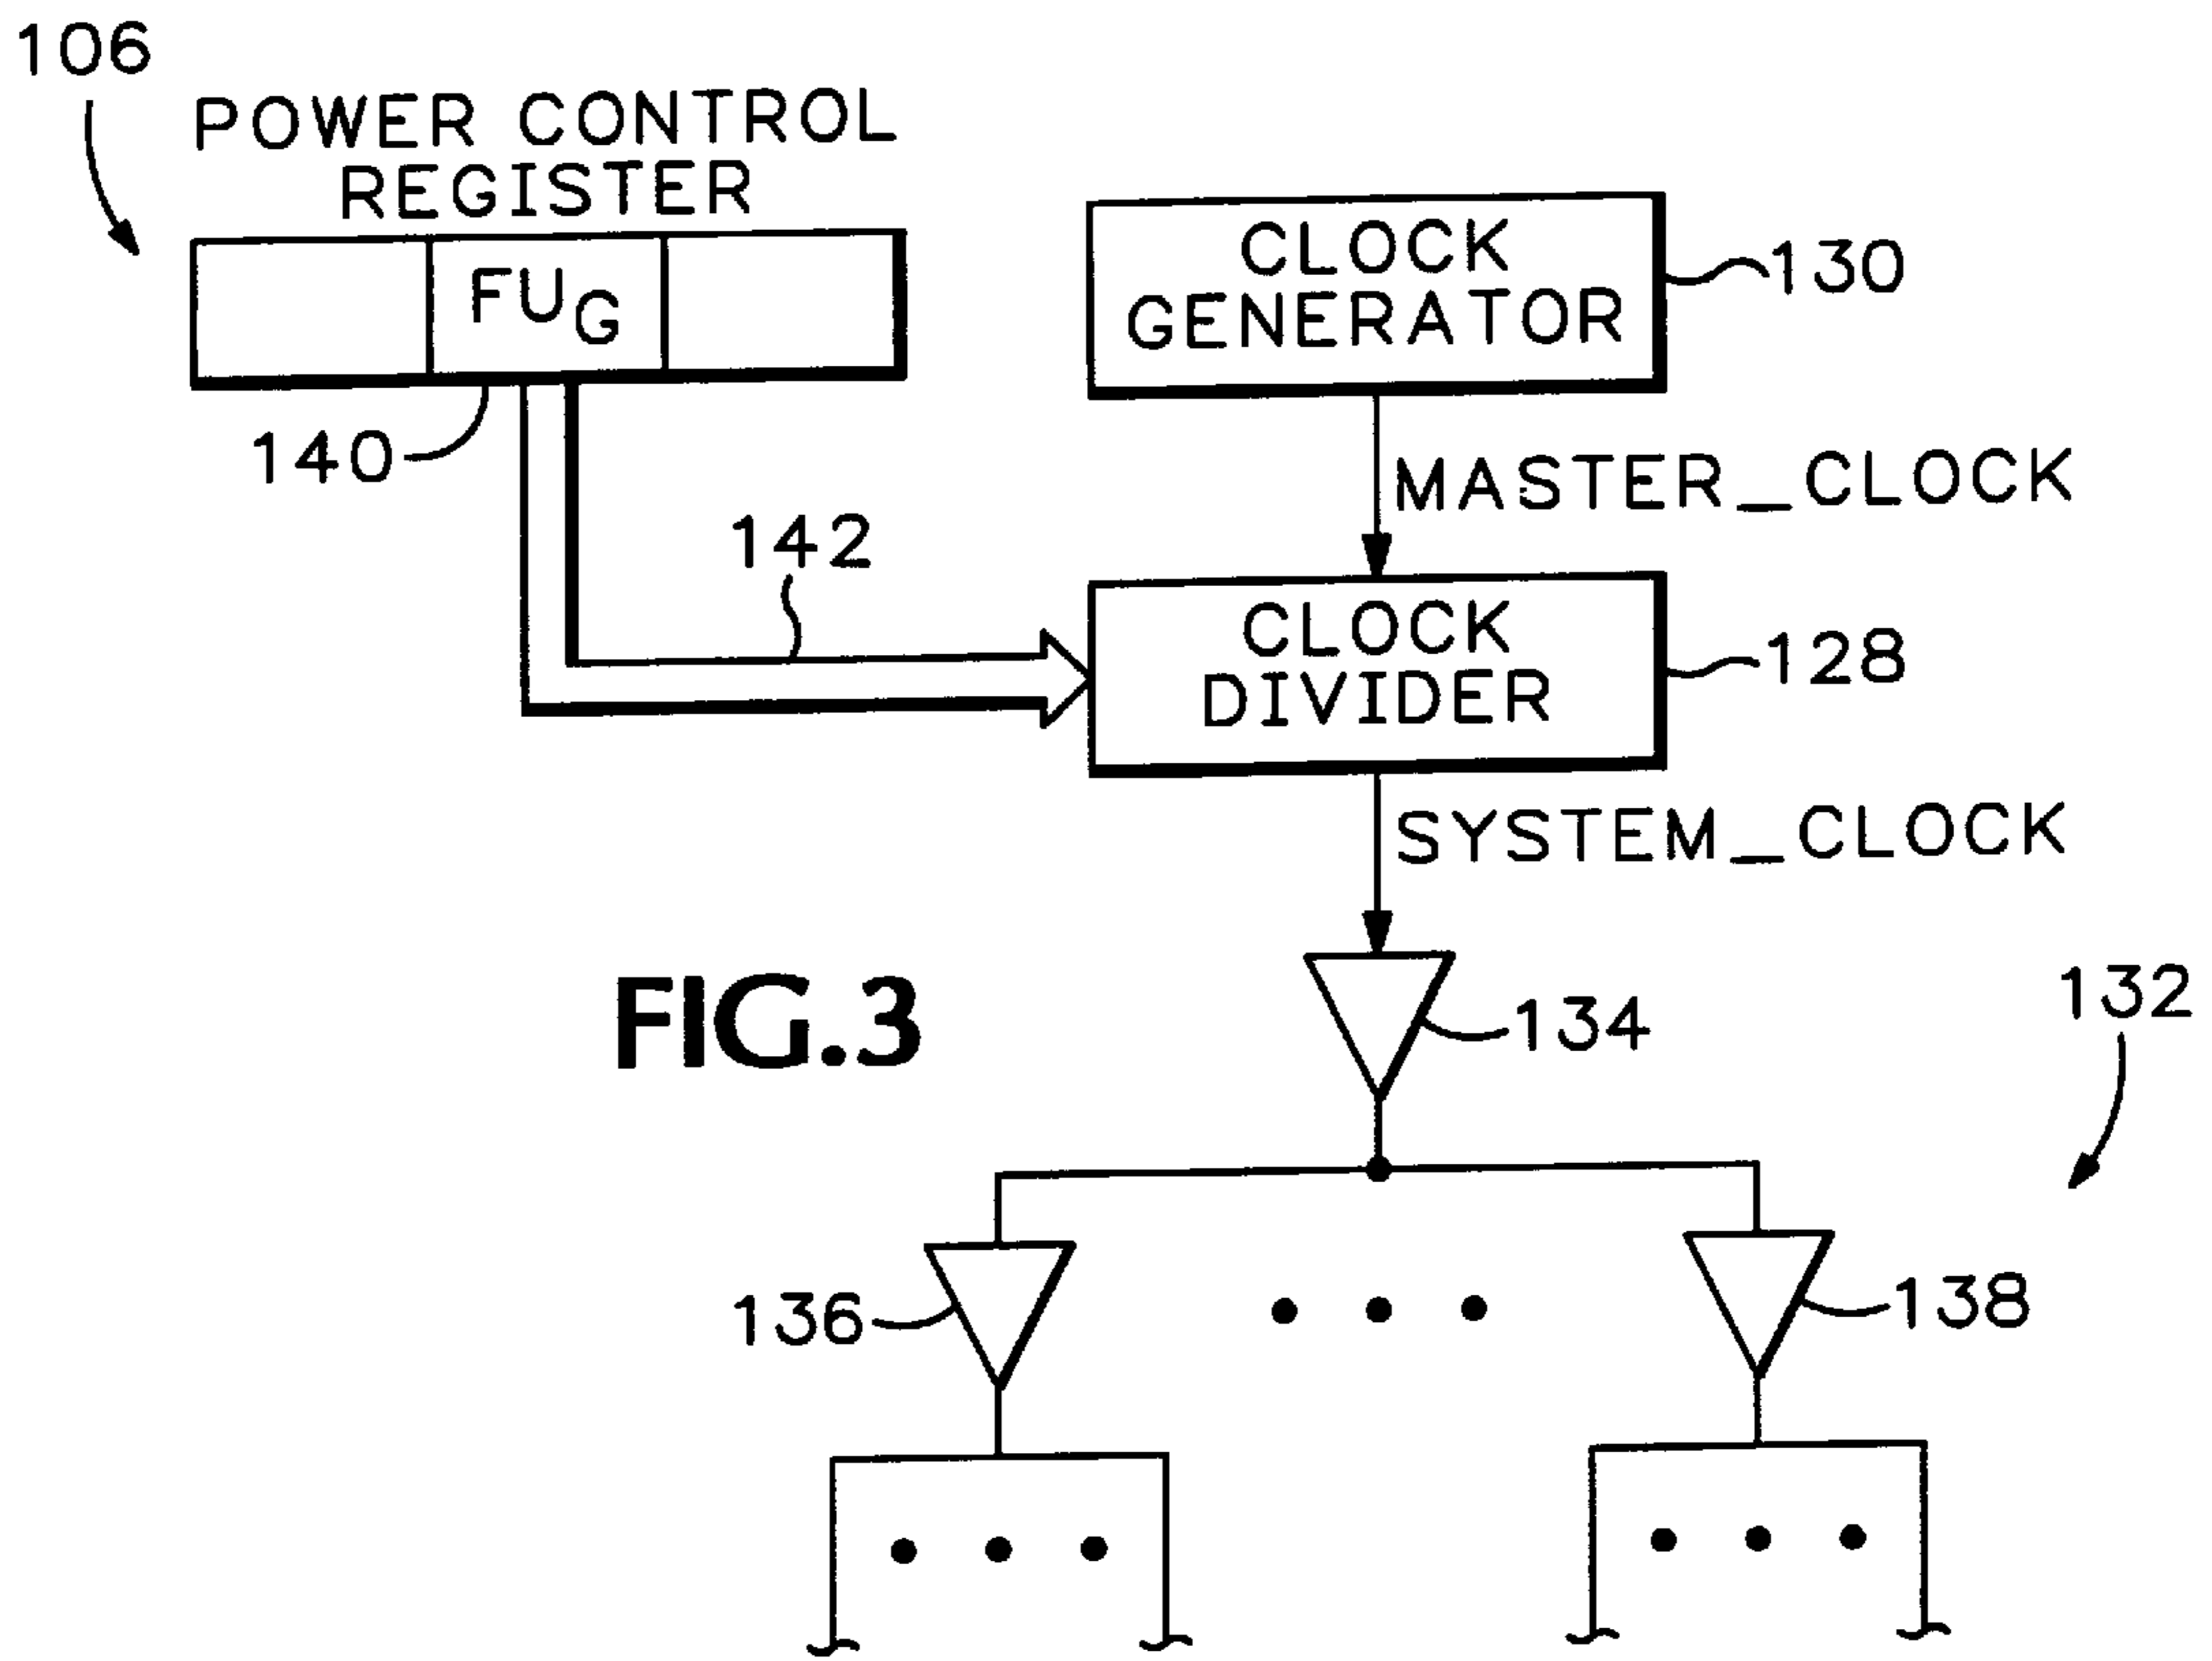 106
POWER CONTROL
REGISTER
FUG
140
142
CLOCK
GENERATOR
130
MASTER_CLOCK
CLOCK
DIVIDER
128
SYSTEM_CLOCK
FIG.3
134
132
136
138